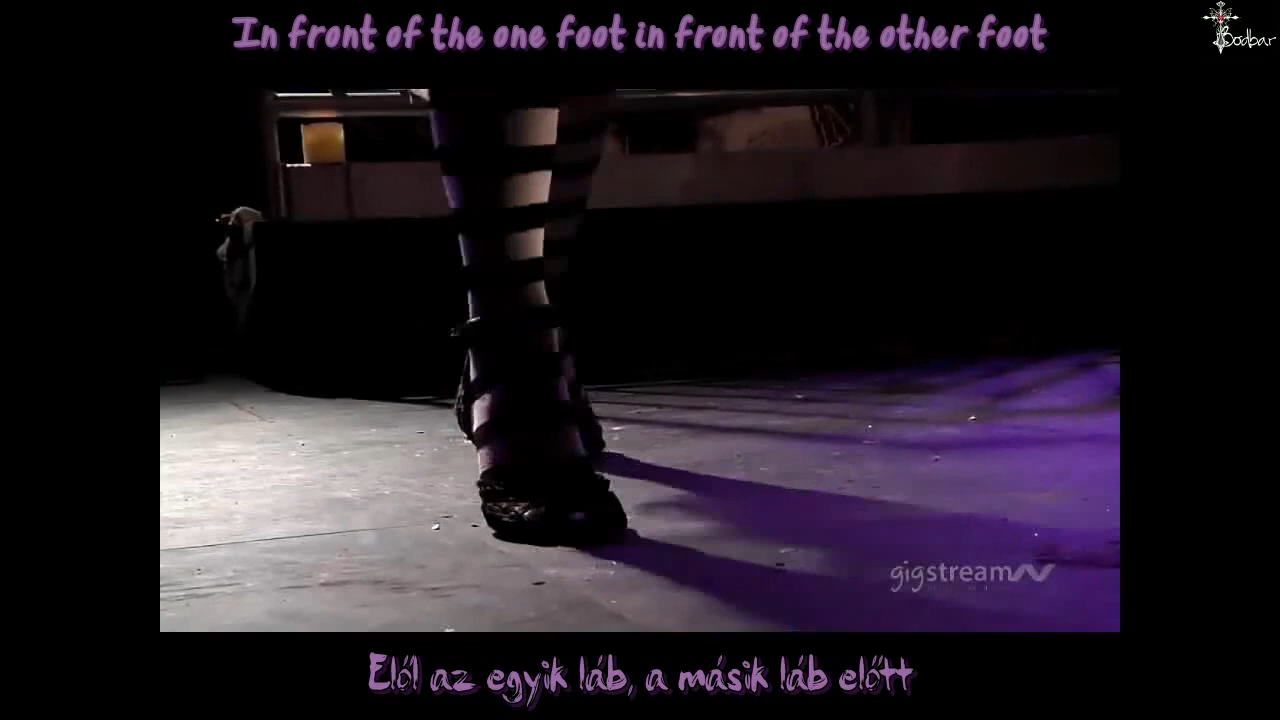 In front of the one foot in front of the other foot
Bodbar
gigstream
Elől az egyik láb, a másik láb előtt